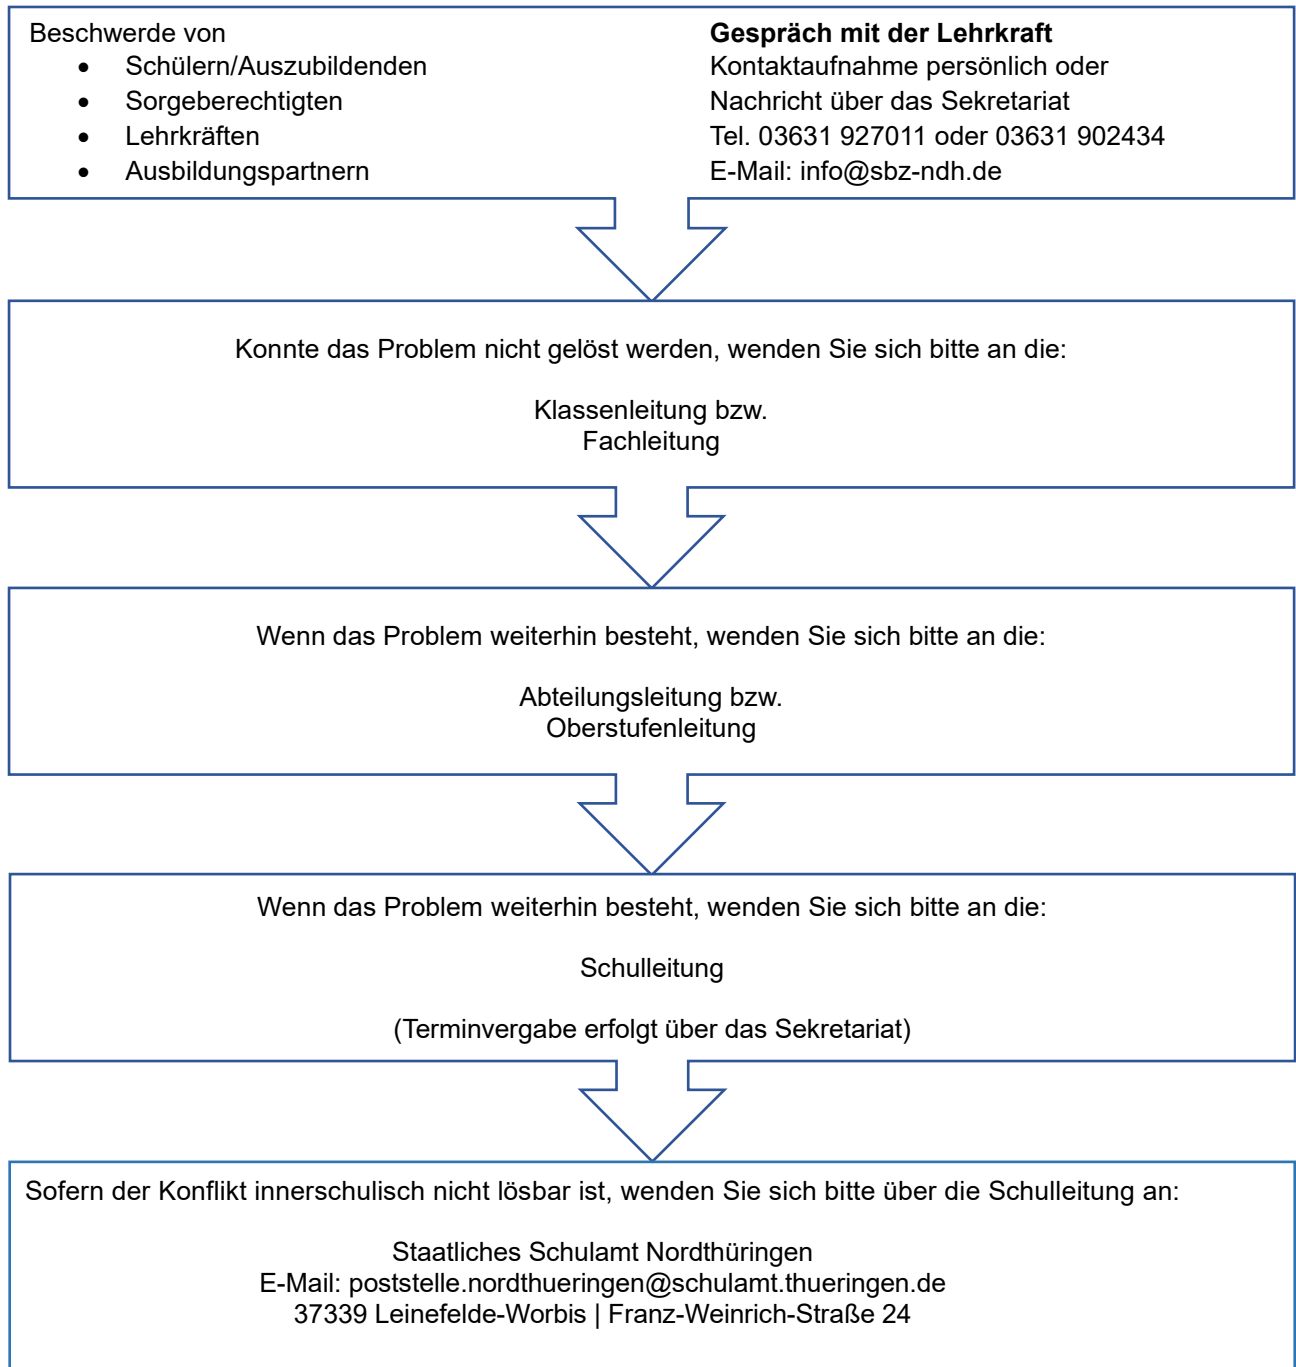 Beschwerde von
• Schülern/Auszubildenden
• Sorgeberechtigten
• Lehrkräften
• Ausbildungspartnern
Gespräch mit der Lehrkraft
Kontaktaufnahme persönlich oder
Nachricht über das Sekretariat
Tel. 03631 927011 oder 03631 902434
E-Mail: info@sbz-ndh.de
Konnte das Problem nicht gelöst werden, wenden Sie sich bitte an die:
Klassenleitung bzw.
Fachleitung
Wenn das Problem weiterhin besteht, wenden Sie sich bitte an die:
Abteilungsleitung bzw.
Oberstufenleitung
Wenn das Problem weiterhin besteht, wenden Sie sich bitte an die:
Schulleitung
(Terminvergabe erfolgt über das Sekretariat)
Sofern der Konflikt innerschulisch nicht lösbar ist, wenden Sie sich bitte über die Schulleitung an:
Staatliches Schulamt Nordthüringen
E-Mail: poststelle.nordthueringen@schulamt.thueringen.de
37339 Leinefelde-Worbis | Franz-Weinrich-Straße 24